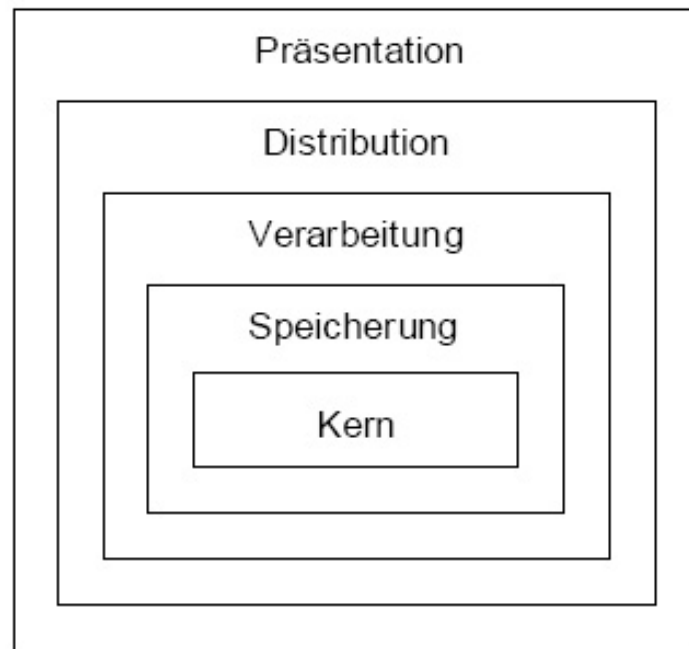 Präsentation
Distribution
Verarbeitung
Speicherung
Kern